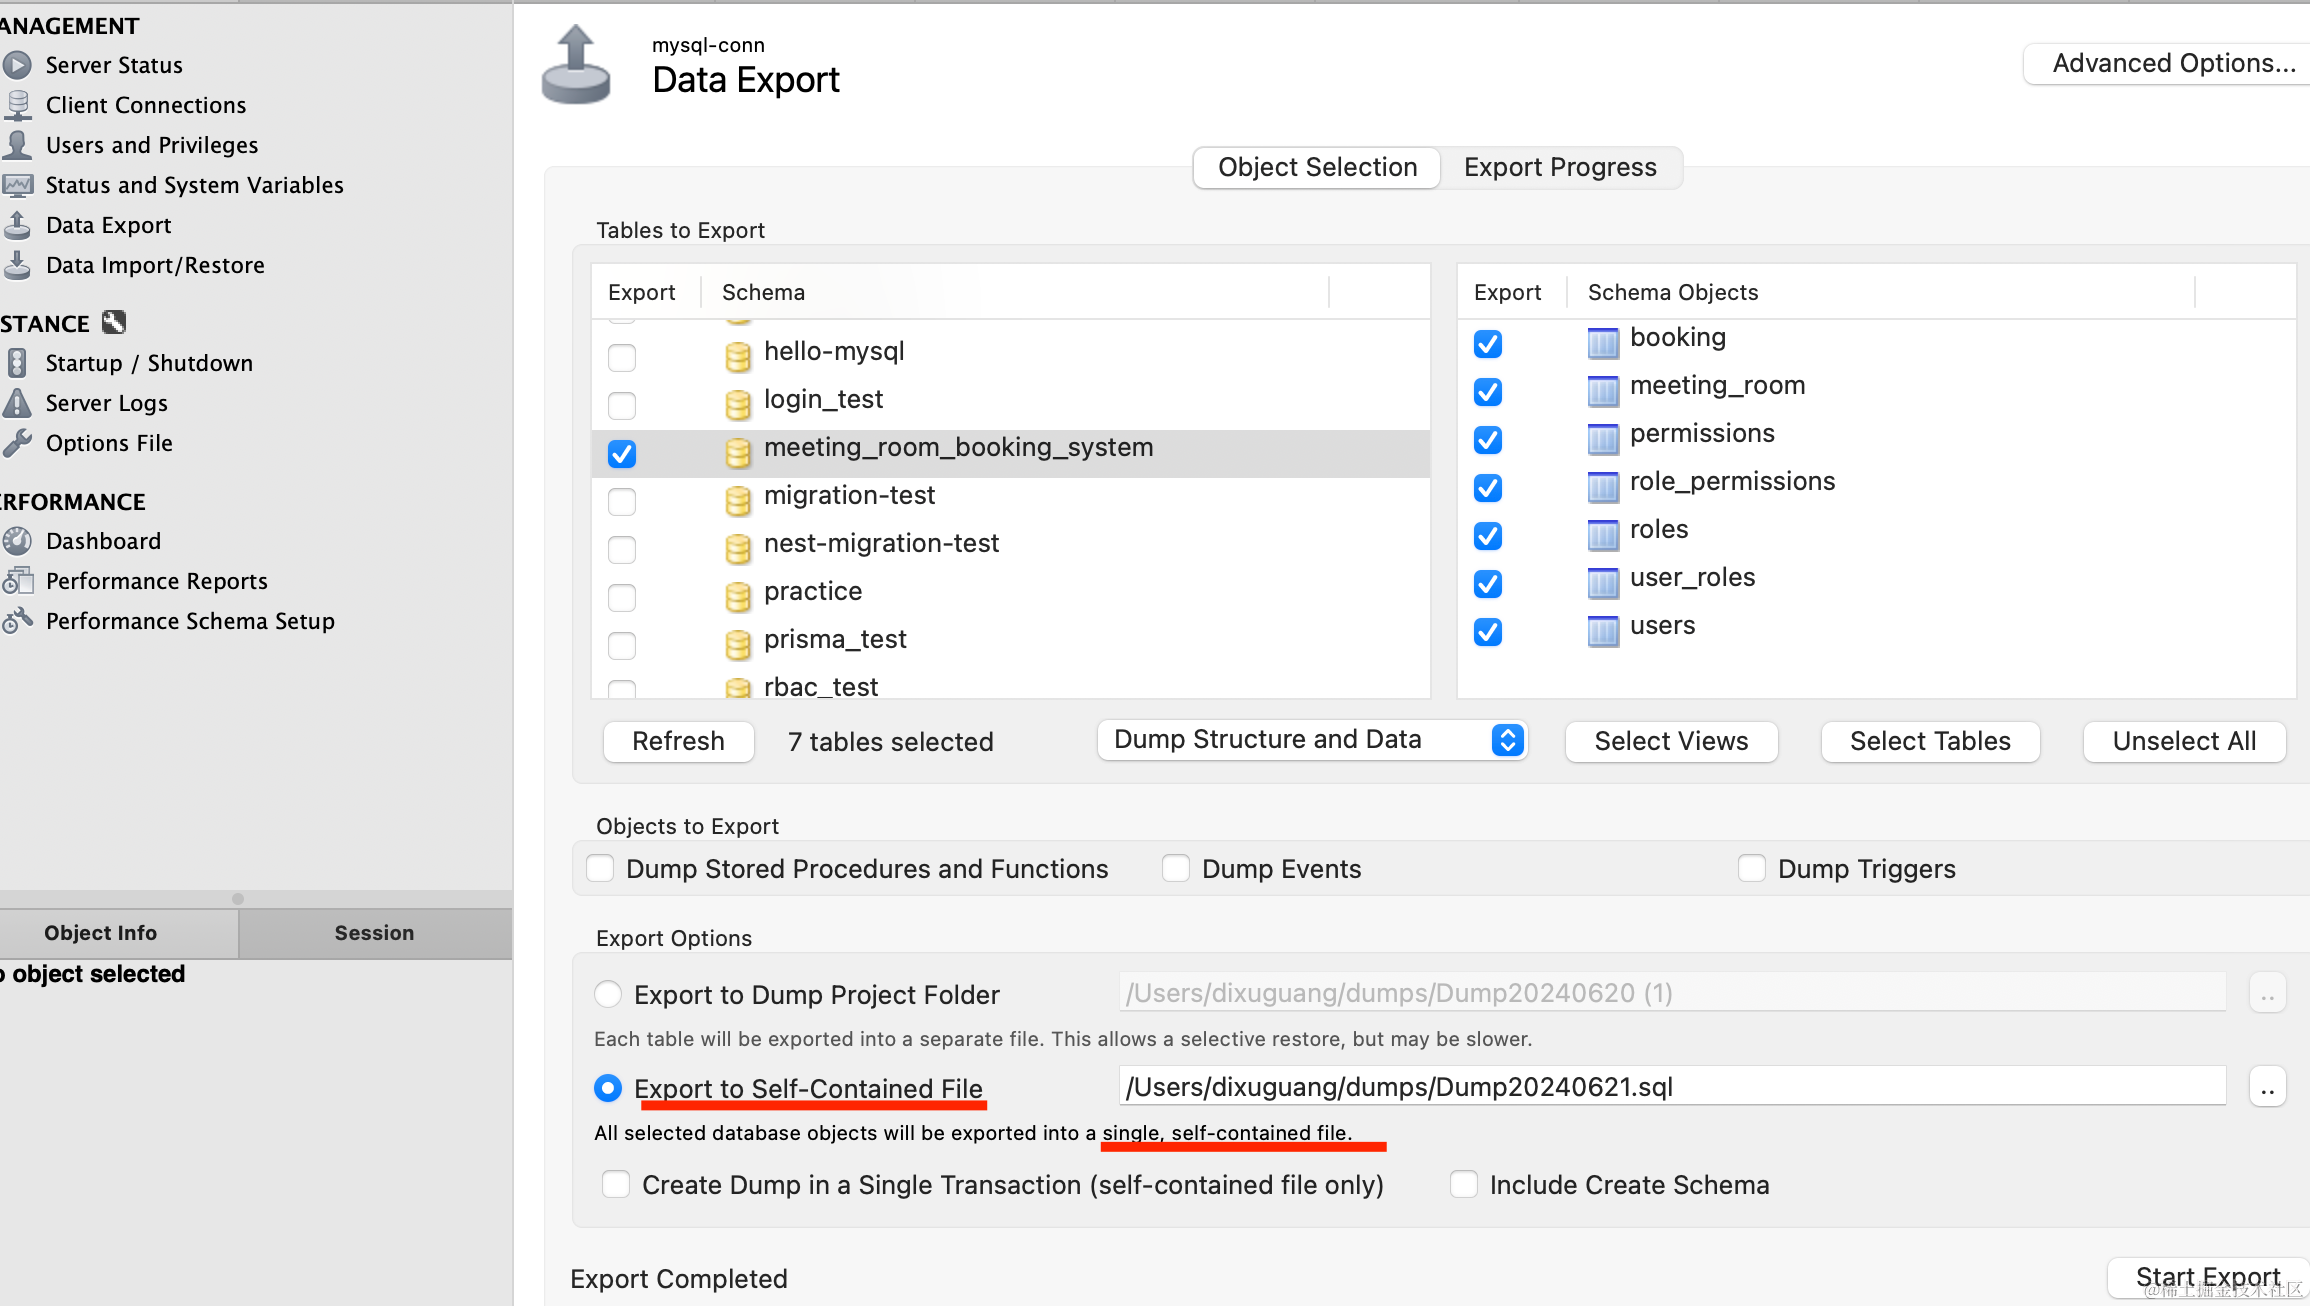 ANAGEMENT
Server Status
Client Connections
Users and Privileges
Status and System Variables
Data Export
Data Import/Restore
STANCE
Startup / Shutdown
Server Logs
Options File
ERFORMANCE
Dashboard
Performance Reports
Performance Schema Setup
Object Info
Session
o object selected
mysql-conn
Data Export
Advanced Options...
Object Selection
Export Progress
Tables to Export
Export
Schema
hello-mysql
login_test
meeting_room_booking_system
migration-test
nest-migration-test
practice
prisma_test
rbac_test
Export
Schema Objects
booking
meeting_room
permissions
role_permissions
roles
user_roles
users
Refresh
7 tables selected
Dump Structure and Data
Select Views
Select Tables
Unselect All
Objects to Export
Dump Stored Procedures and Functions
Dump Events
Dump Triggers
Export Options
Export to Dump Project Folder
/Users/dixuguang/dumps/Dump20240620 (1)
..
Each table will be exported into a separate file. This allows a selective restore, but may be slower.
Export to Self-Contained File
/Users/dixuguang/dumps/Dump20240621.sql
..
All selected database objects will be exported into a single, self-contained file.
Create Dump in a Single Transaction (self-contained file only)
Include Create Schema
Export Completed
Start Export
@稀土掘金技术社区